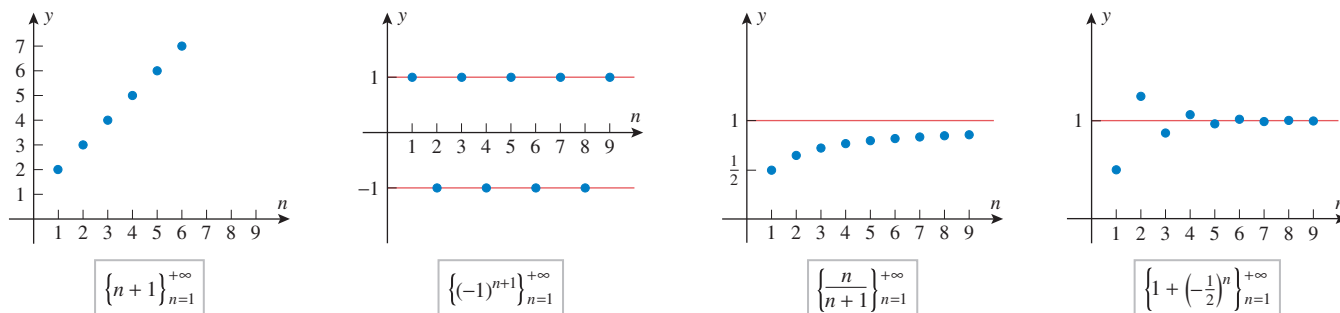 y
7
6
5
4
3
2
1
n
1 2 3 4 5 6 7 8 9
{n + 1}_{n=1}^{+∞}
y
1
n
1 2 3 4 5 6 7 8 9
−1
{(−1)^{n+1}}_{n=1}^{+∞}
y
1
1/2
n
1 2 3 4 5 6 7 8 9
{n/(n + 1)}_{n=1}^{+∞}
y
1
n
1 2 3 4 5 6 7 8 9
{1 + (−1/2)^n}_{n=1}^{+∞}